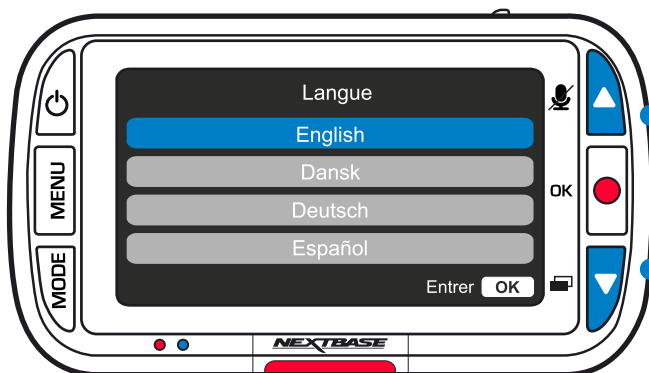 Langue
English
Dansk
Deutsch
Español
Entrer OK
MENU
MODE
OK
NEXTBASE